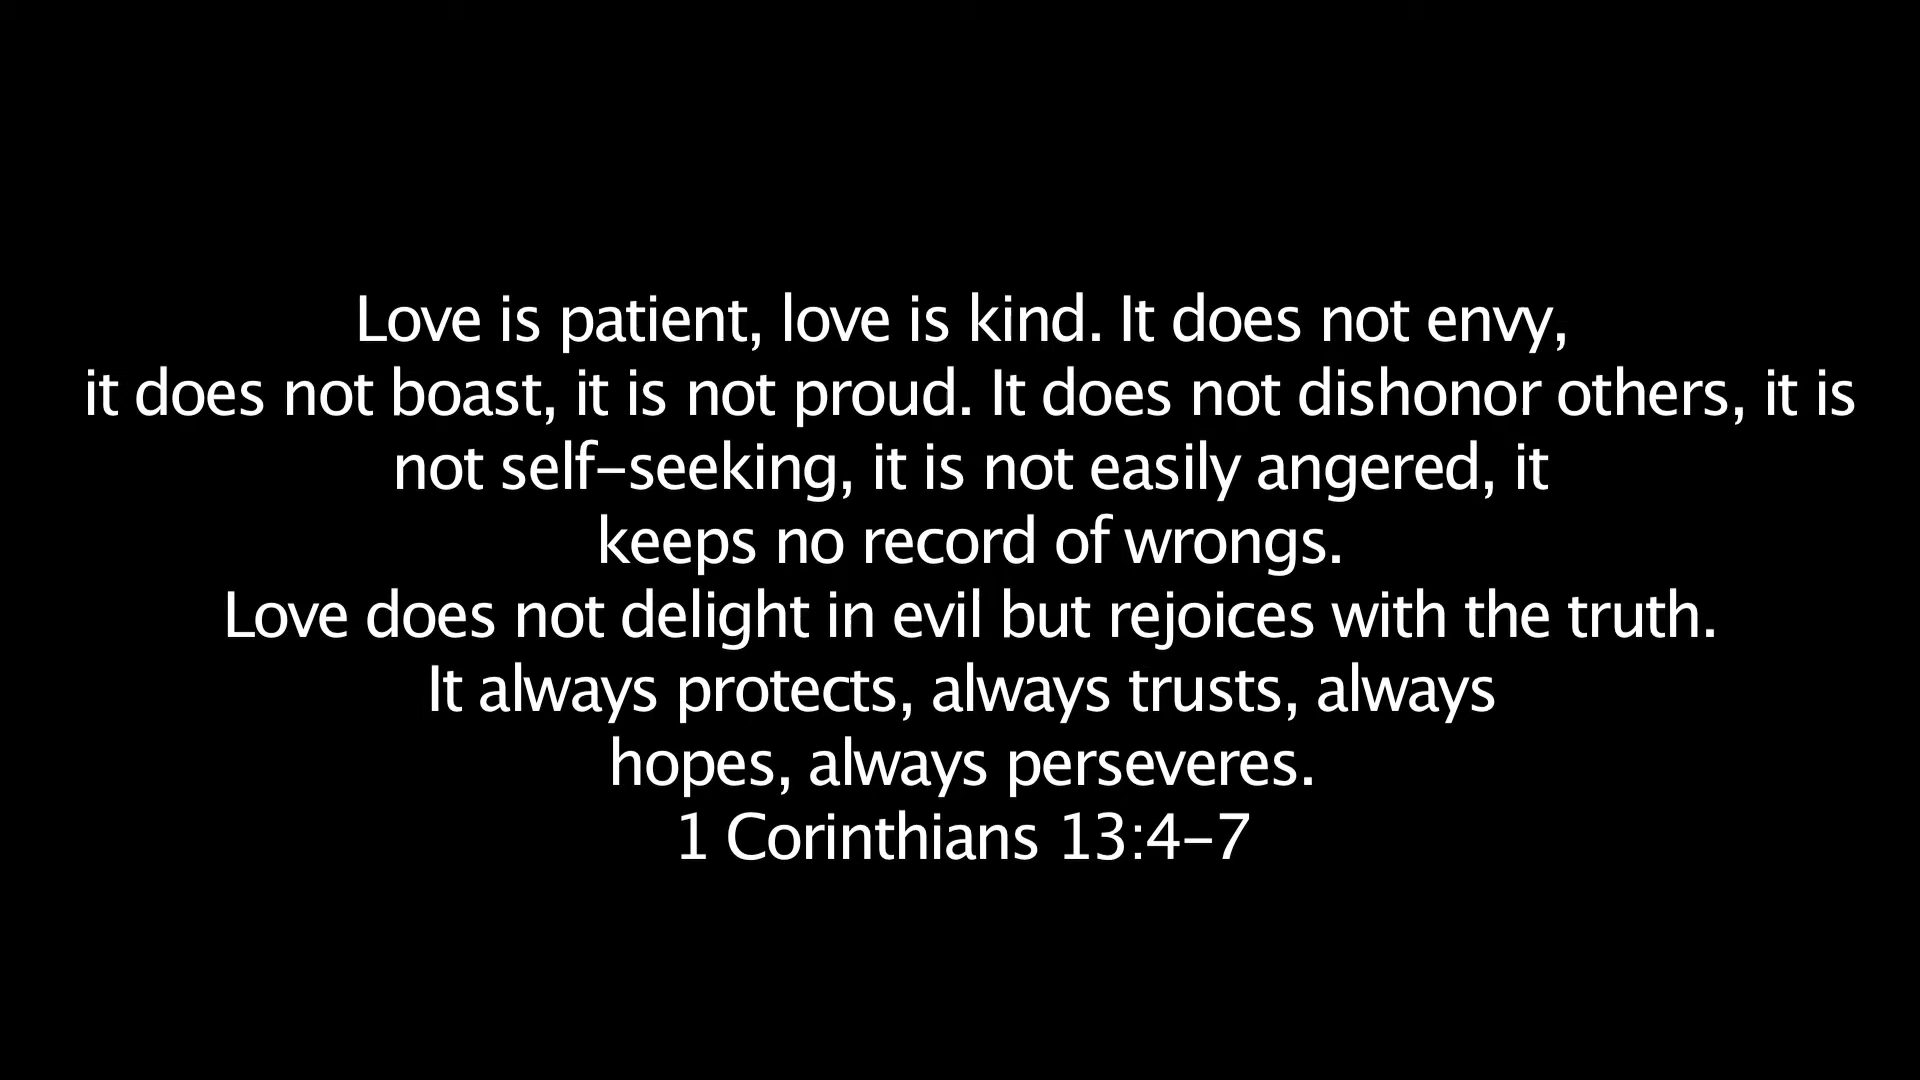 Love is patient, love is kind. It does not envy,
it does not boast, it is not proud. It does not dishonor others, it is
not self-seeking, it is not easily angered, it
keeps no record of wrongs.
Love does not delight in evil but rejoices with the truth.
It always protects, always trusts, always
hopes, always perseveres.
1 Corinthians 13:4-7